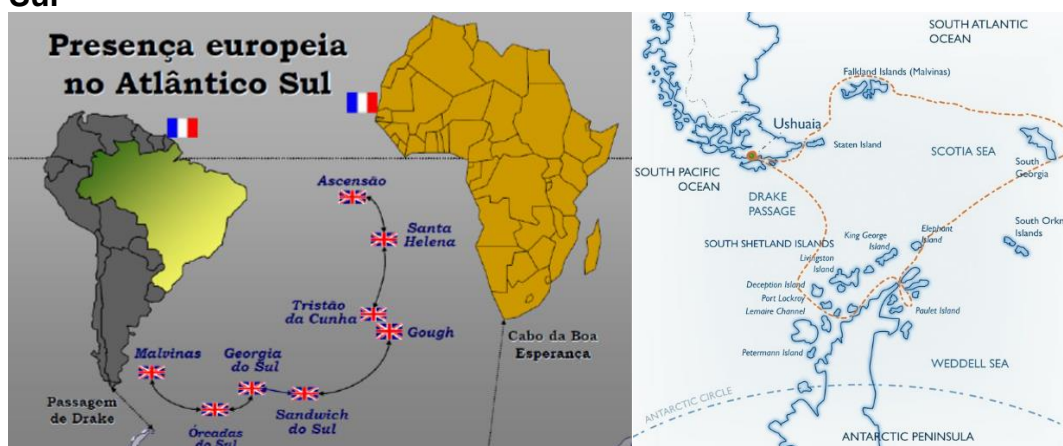 Sul
Presença europeia
no Atlântico Sul
Ascensão
Santa
Helena
Tristão
da Cunha
Gough
Cabo da Boa
Esperança
Malvinas
Georgia
do Sul
Passagem
de Drake
Órcadas
do Sul
Sandwich
do Sul
SOUTH ATLANTIC
OCEAN
Falkland Islands (Malvinas)
Ushuaia
Staten Island
SCOTIA SEA
SOUTH PACIFIC
OCEAN
South
Georgia
DRAKE
PASSAGE
South Orkn
Islands
SOUTH SHETLAND ISLANDS
King George
Island
Elephant
Island
Livingston
Island
Deception Island
Port Lockroy
Lemaire Channel
Paulet Island
Petermann Island
WEDDELL SEA
ANTARCTIC CIRCLE
ANTARCTIC PENINSULA